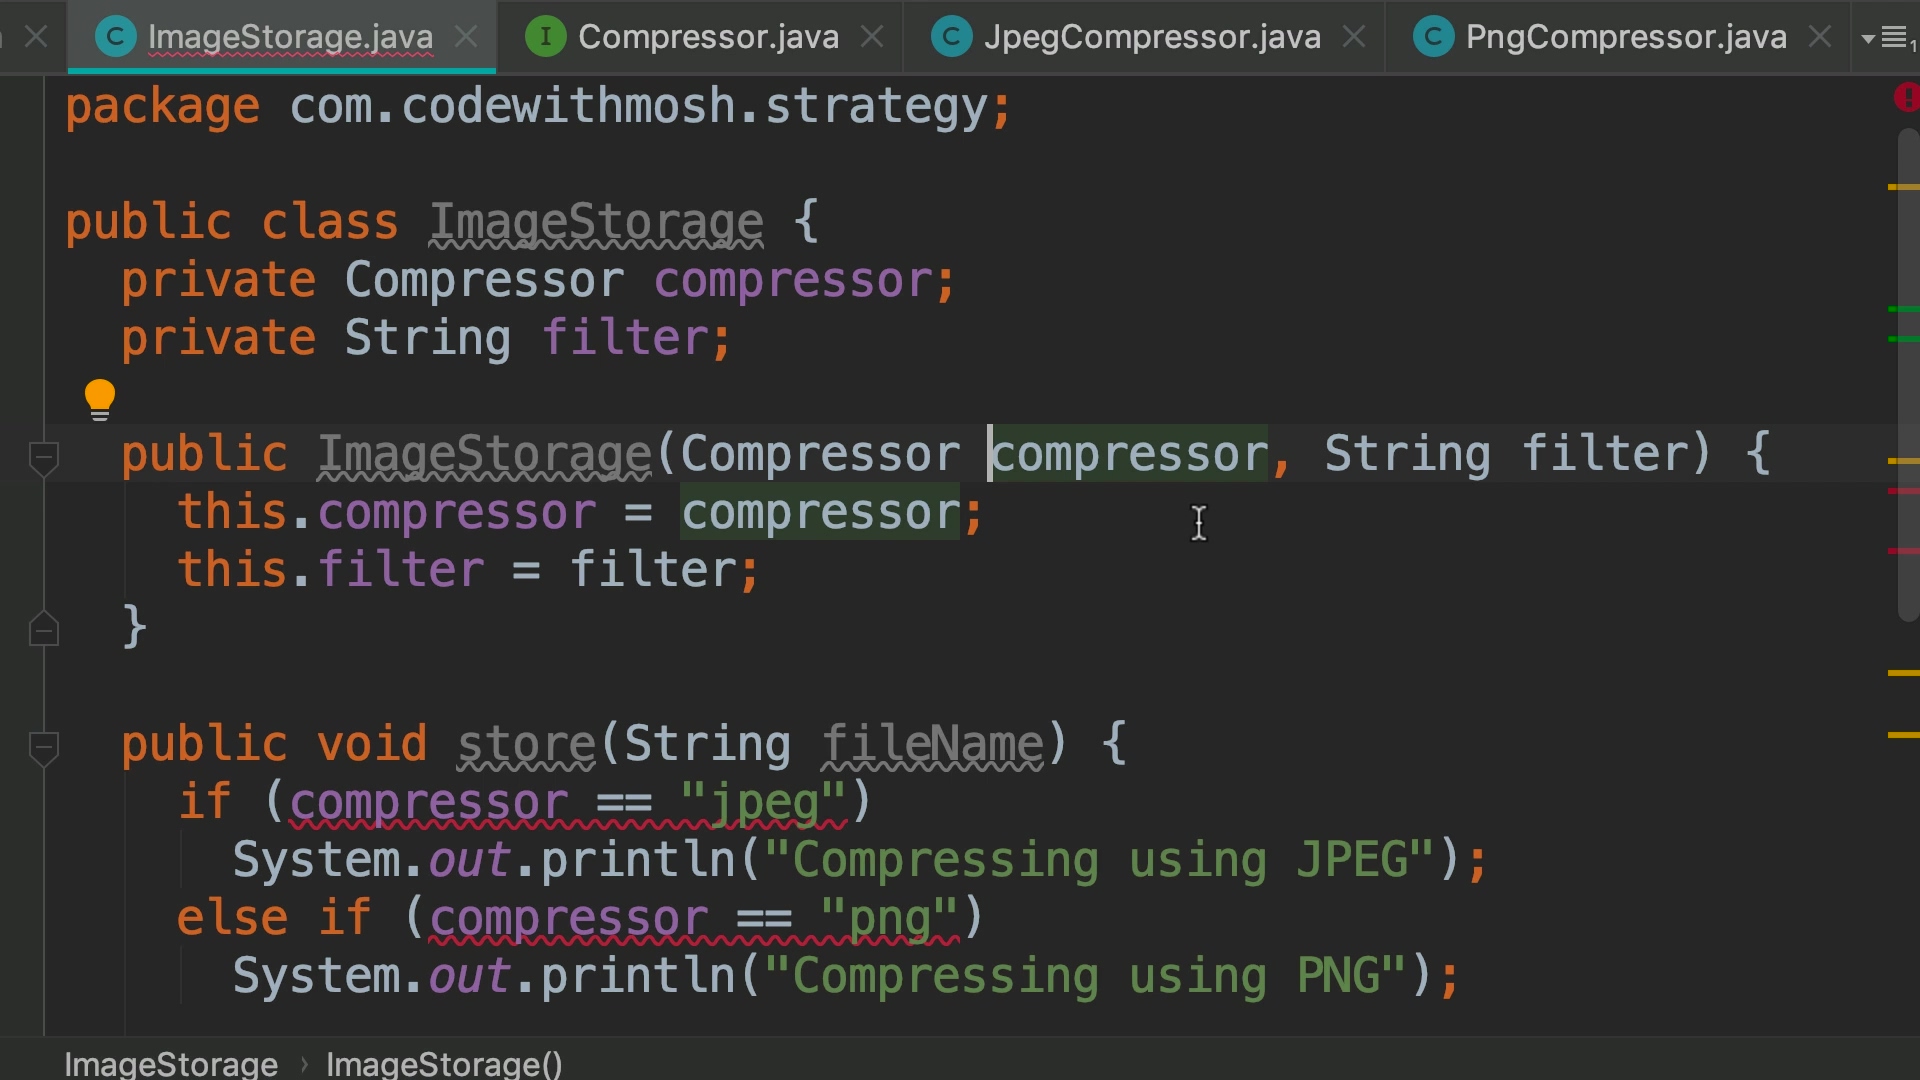 ImageStorage.java Compressor.java JpegCompressor.java PngCompressor.java
package com.codewithmosh.strategy;
public class ImageStorage {
private Compressor compressor;
private String filter;
public ImageStorage(Compressor compressor, String filter) {
this.compressor = compressor;
this.filter = filter;
}
public void store(String fileName) {
if (compressor == "jpeg")
System.out.println("Compressing using JPEG");
else if (compressor == "png")
System.out.println("Compressing using PNG");
ImageStorage › ImageStorage()